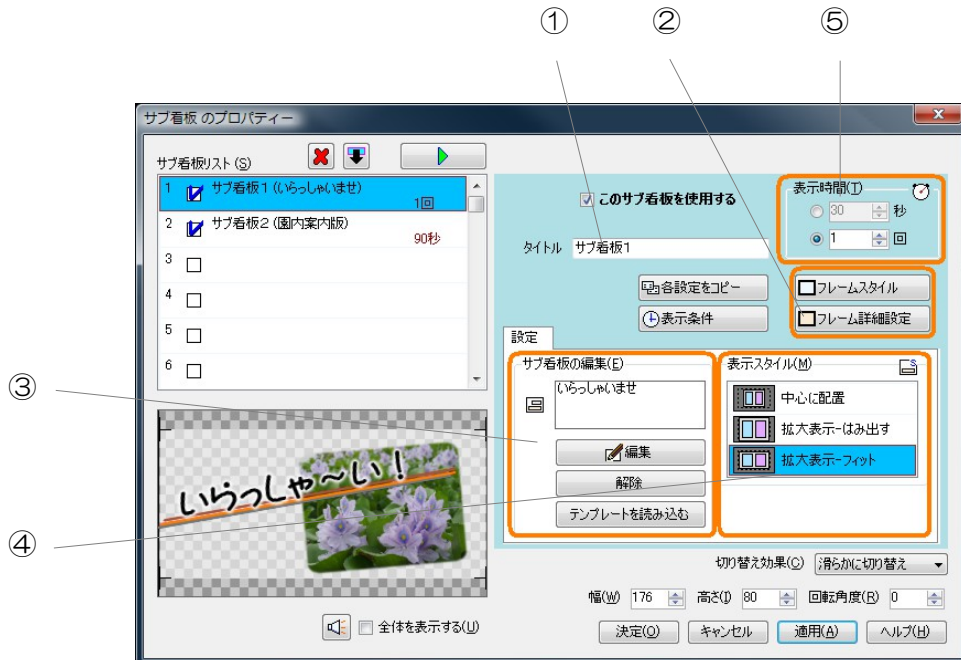 ① ② ⑤
サブ看板 のプロパティー
サブ看板リスト(S)
1 サブ看板1(いらっしゃいませ)
1回
2 サブ看板2(園内案内版)
90秒
3
4
5
6
このサブ看板を使用する
表示時間(T)
30 秒
1 回
タイトル サブ看板1
各設定をコピー
フレームスタイル
表示条件
フレーム詳細設定
設定
③
サブ看板の編集(E)
いらっしゃいませ
編集
解除
テンプレートを読み込む
表示スタイル(M)
中心に配置
拡大表示-はみ出す
拡大表示-フィット
いらっしゃ~い!
④
切り替え効果(C) 滑らかに切り替え
幅(W) 176 高さ(I) 80 回転角度(R) 0
全体を表示する(U)
決定(O) キャンセル 適用(A) ヘルプ(H)